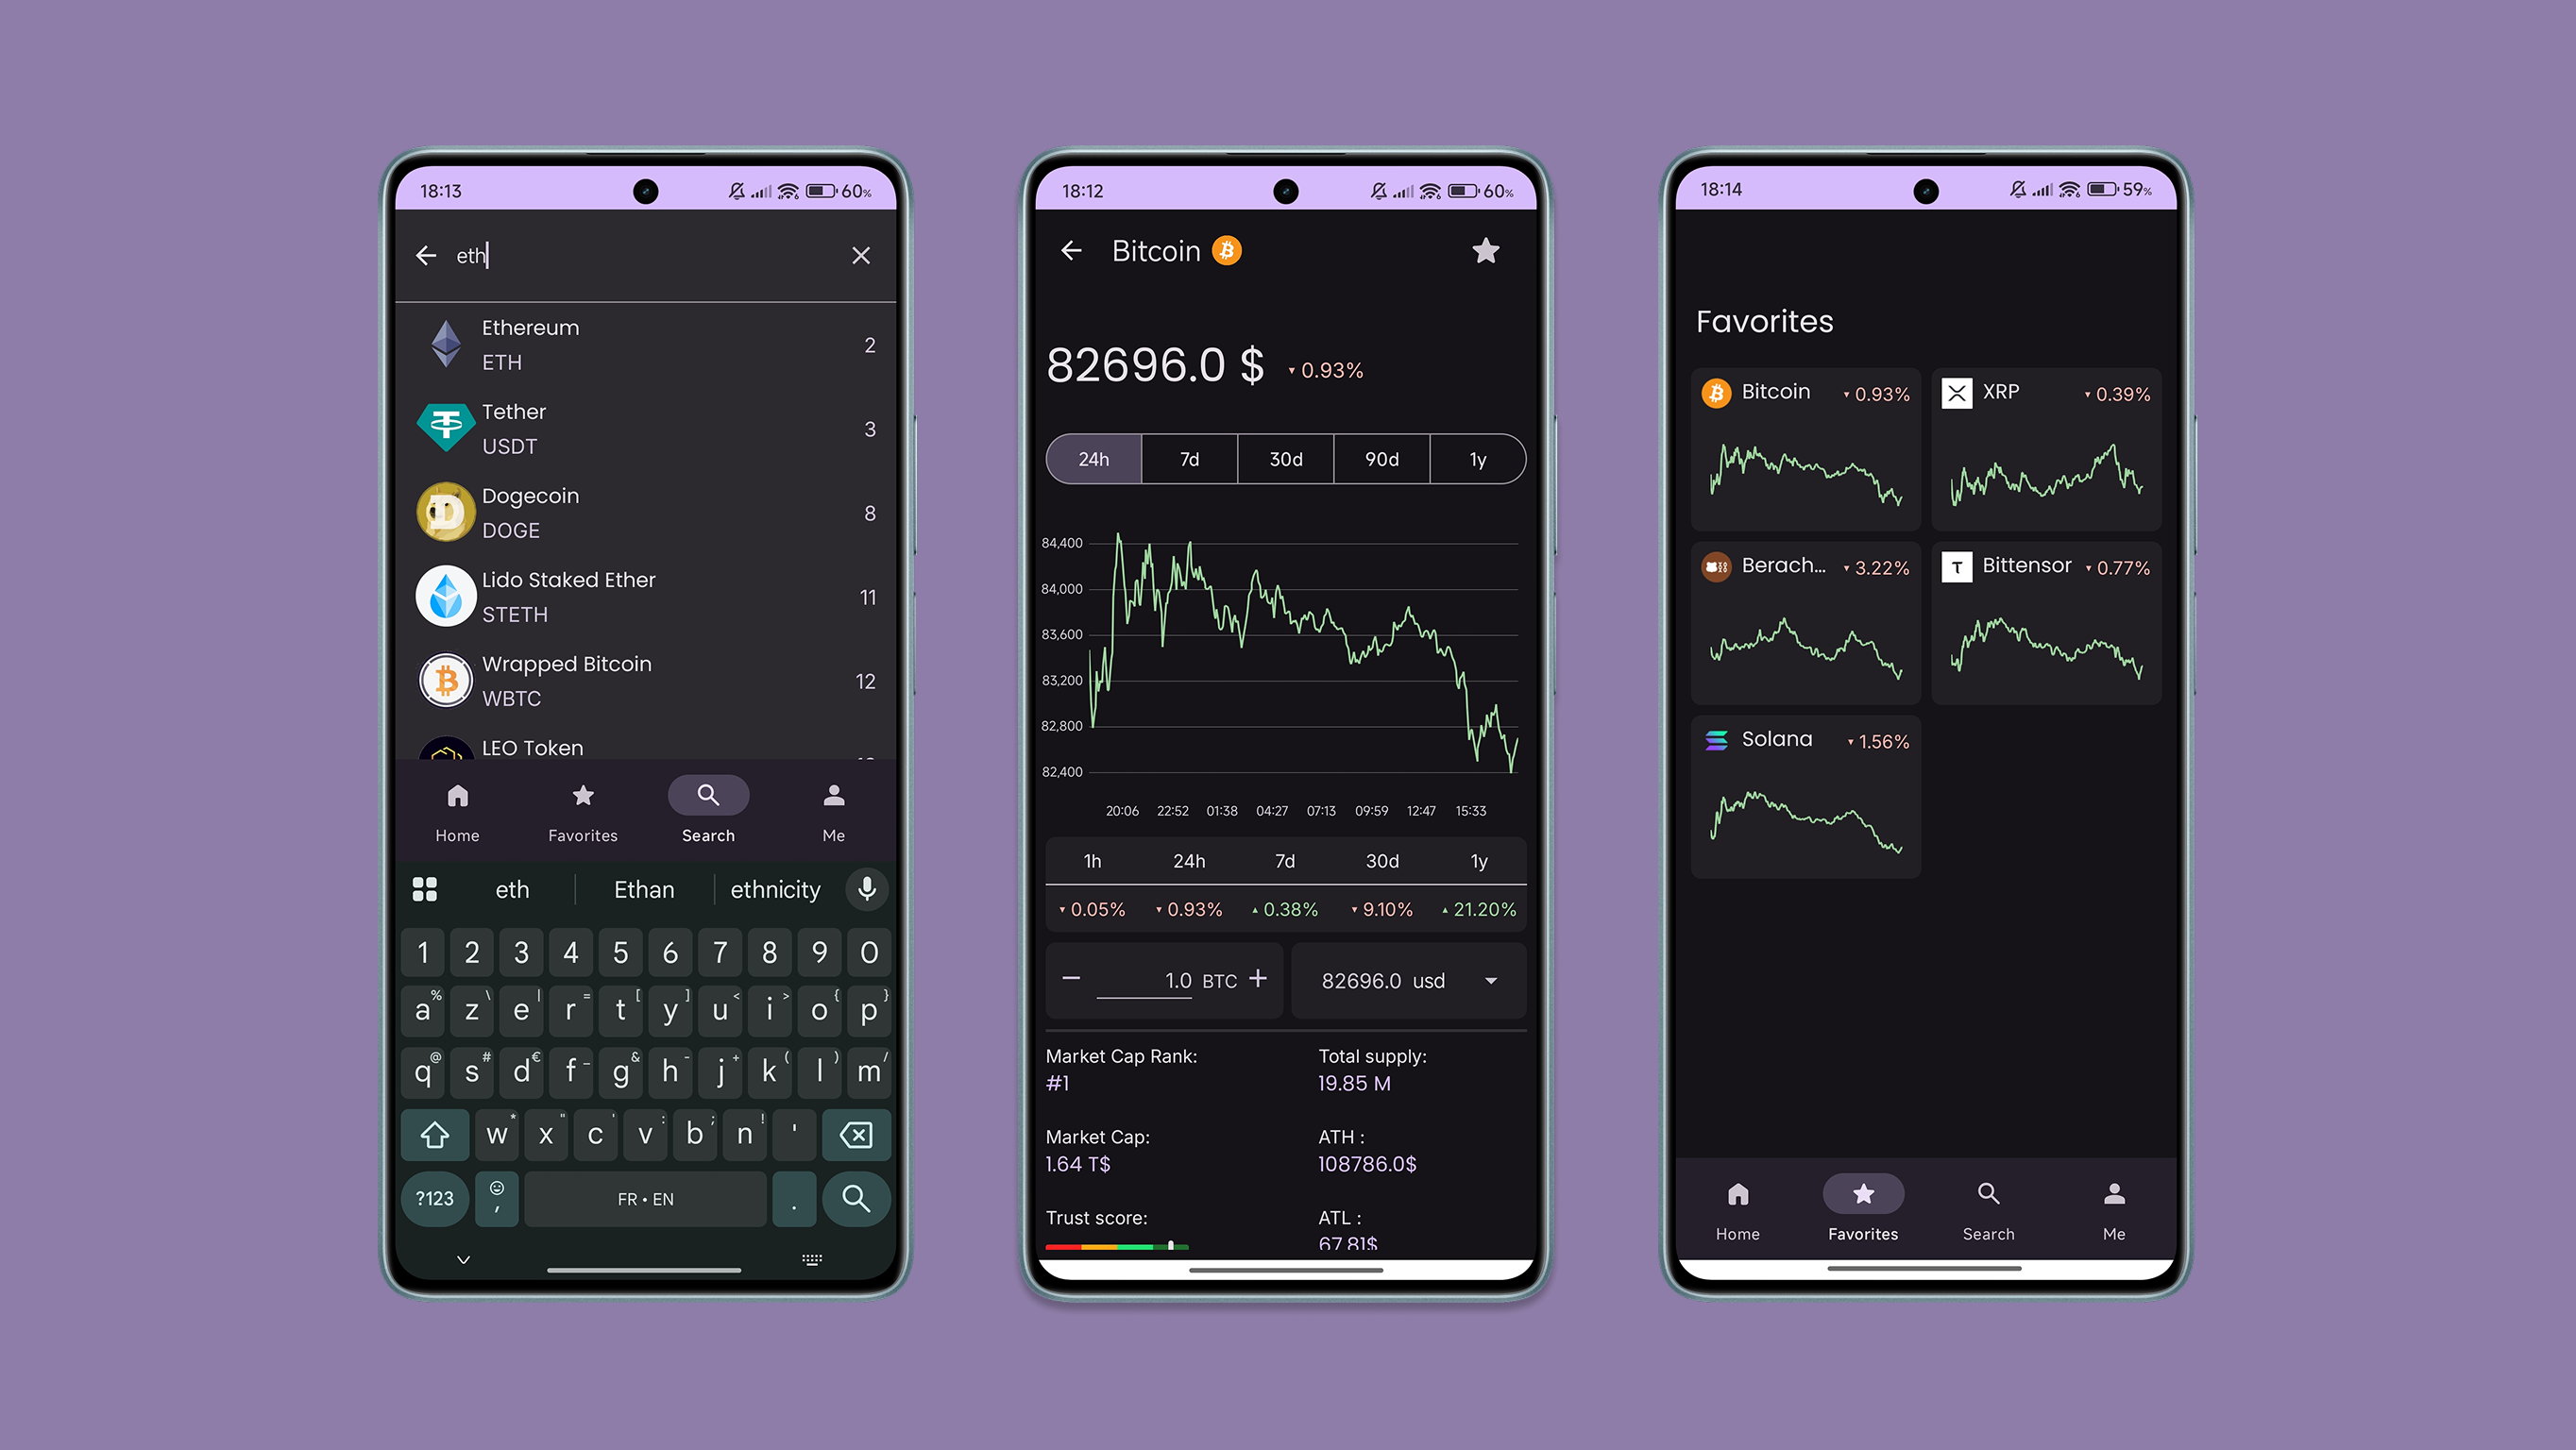 18:13
60%
eth
Ethereum
ETH
2
Tether
USDT
3
Dogecoin
DOGE
8
Lido Staked Ether
STETH
11
Wrapped Bitcoin
WBTC
12
LEO Token
Home Favorites Search Me
eth Ethan ethnicity
1 2 3 4 5 6 7 8 9 0
a % z \ e | r = t [ y ] u < i > o { p }
q @ s # d € f _ g & h - j + k ( l ) m /
w * x " c ' v : b ; n ! '
?123 , FR • EN .
18:12
60%
Bitcoin
82696.0 $ ▾ 0.93%
24h 7d 30d 90d 1y
84,400
84,000
83,600
83,200
82,800
82,400
20:06 22:52 01:38 04:27 07:13 09:59 12:47 15:33
1h 24h 7d 30d 1y
▾ 0.05% ▾ 0.93% ▴ 0.38% ▾ 9.10% ▴ 21.20%
− 1.0 BTC + 82696.0 usd
Market Cap Rank:
#1
Total supply:
19.85 M
Market Cap:
1.64 T$
ATH :
108786.0$
Trust score:
ATL :
67.81$
18:14
59%
Favorites
Bitcoin ▾ 0.93%
XRP ▾ 0.39%
Berach... ▾ 3.22%
Bittensor ▾ 0.77%
Solana ▾ 1.56%
Home Favorites Search Me